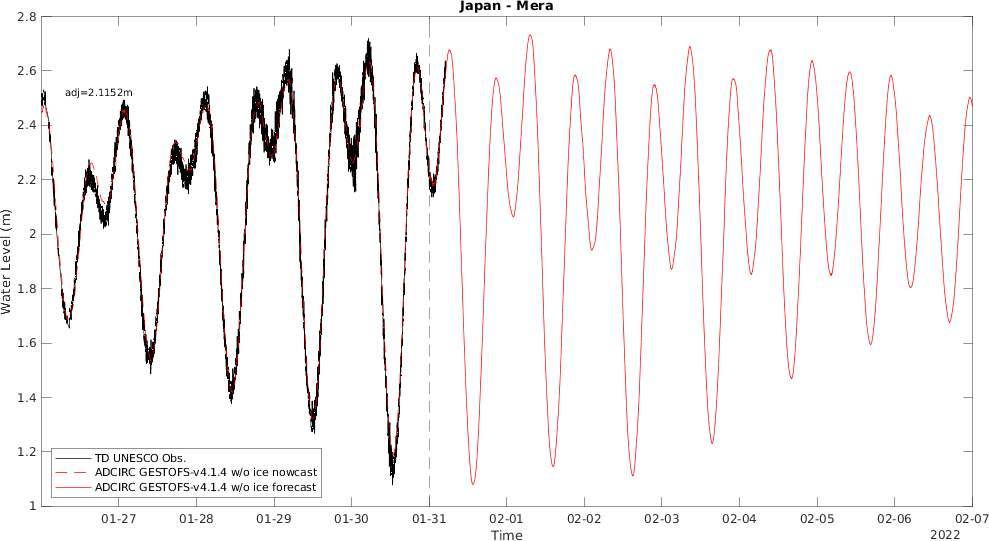 Japan - Mera
2.8
2.6
2.4
2.2
2
1.8
1.6
1.4
1.2
1
Water Level (m)
adj=2.1152m
TD UNESCO Obs.
ADCIRC GESTOFS-v4.1.4 w/o ice nowcast
ADCIRC GESTOFS-v4.1.4 w/o ice forecast
01-27 01-28 01-29 01-30 01-31 02-01 02-02 02-03 02-04 02-05 02-06 02-07
Time
2022